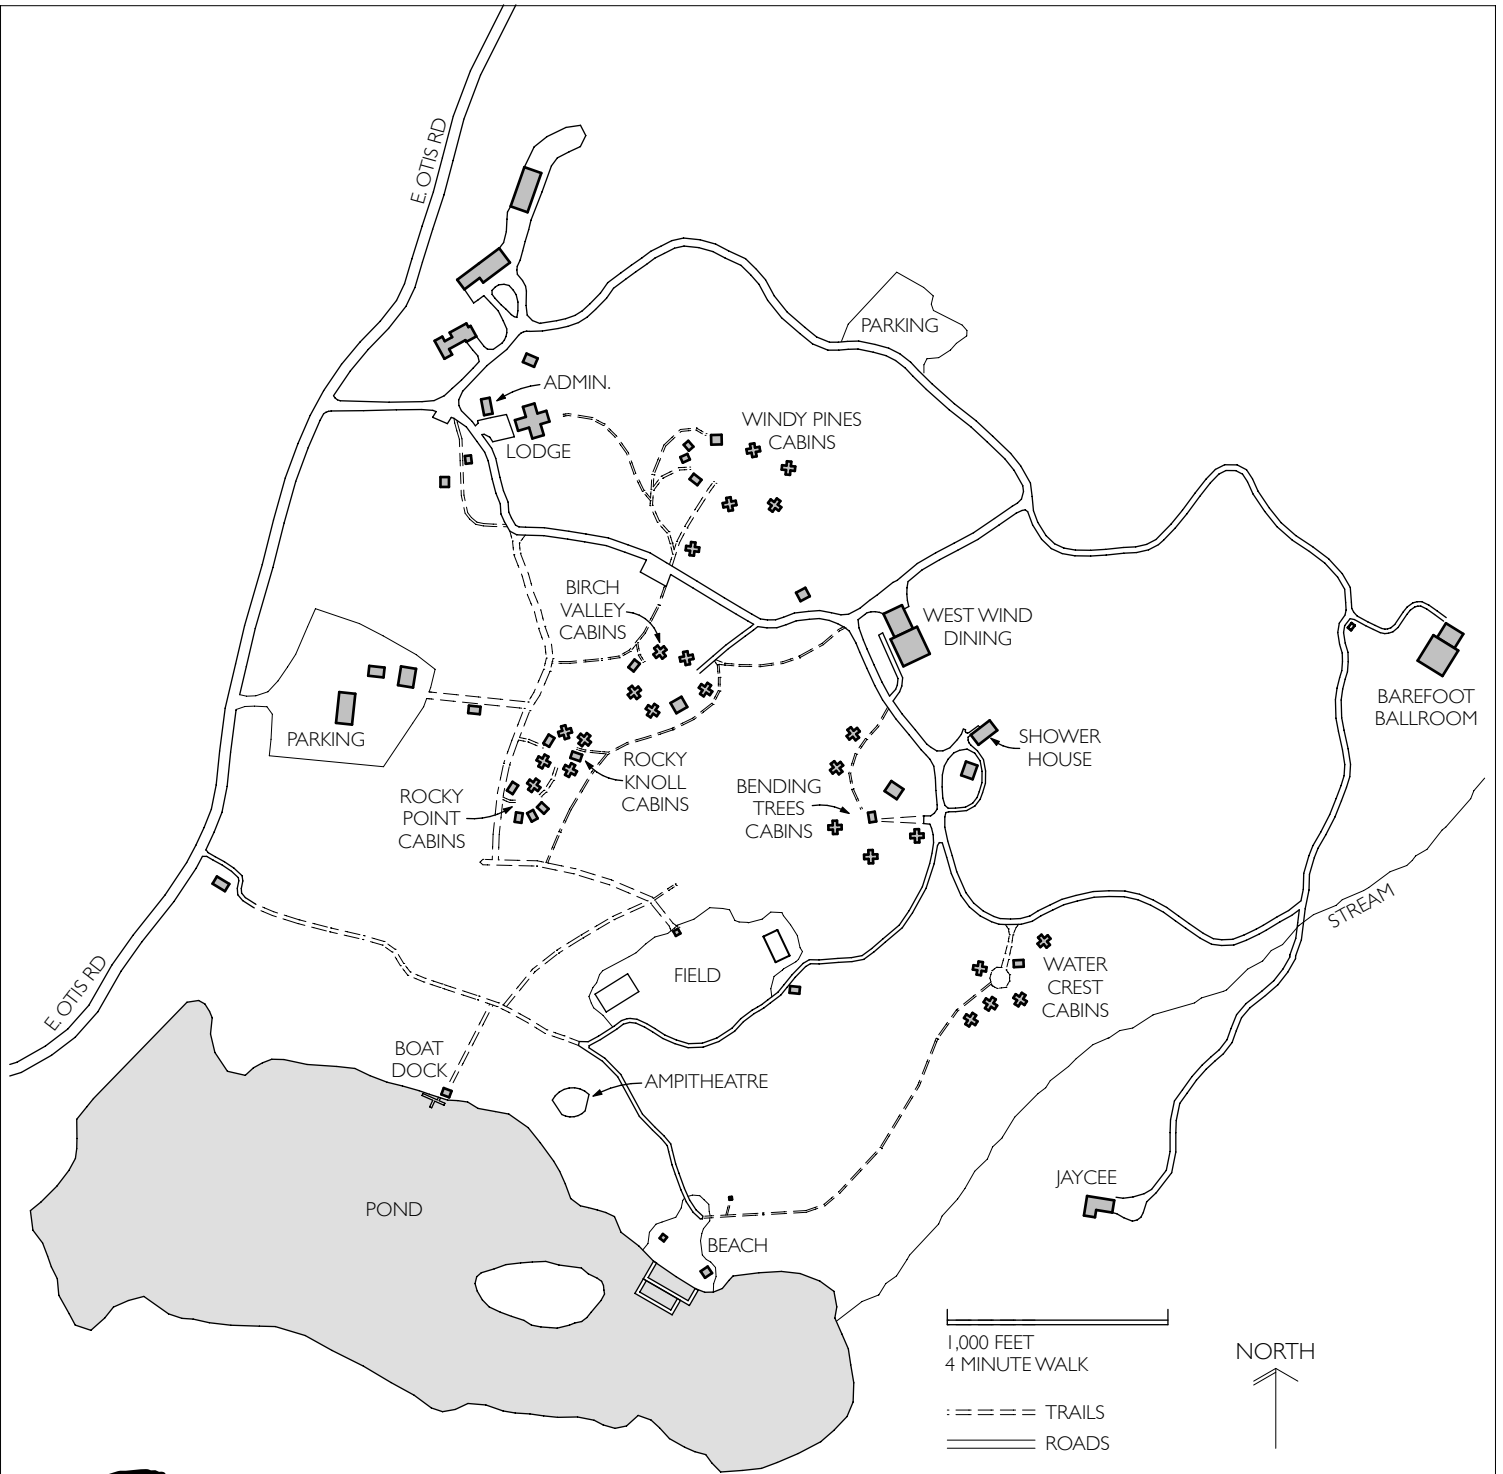 E. OTIS RD
PARKING
ADMIN.
LODGE
WINDY PINES
CABINS
BIRCH
VALLEY
CABINS
WEST WIND
DINING
BAREFOOT
BALLROOM
PARKING
SHOWER
HOUSE
ROCKY
KNOLL
CABINS
ROCKY
POINT
CABINS
BENDING
TREES
CABINS
STREAM
FIELD
WATER
CREST
CABINS
E. OTIS RD
BOAT
DOCK
AMPITHEATRE
JAYCEE
POND
BEACH
1,000 FEET
4 MINUTE WALK
NORTH
TRAILS
ROADS